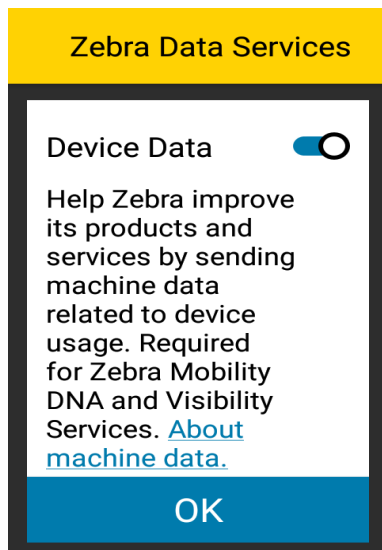 Zebra Data Services
Device Data
Help Zebra improve
its products and
services by sending
machine data
related to device
usage. Required
for Zebra Mobility
DNA and Visibility
Services. About
machine data.
OK